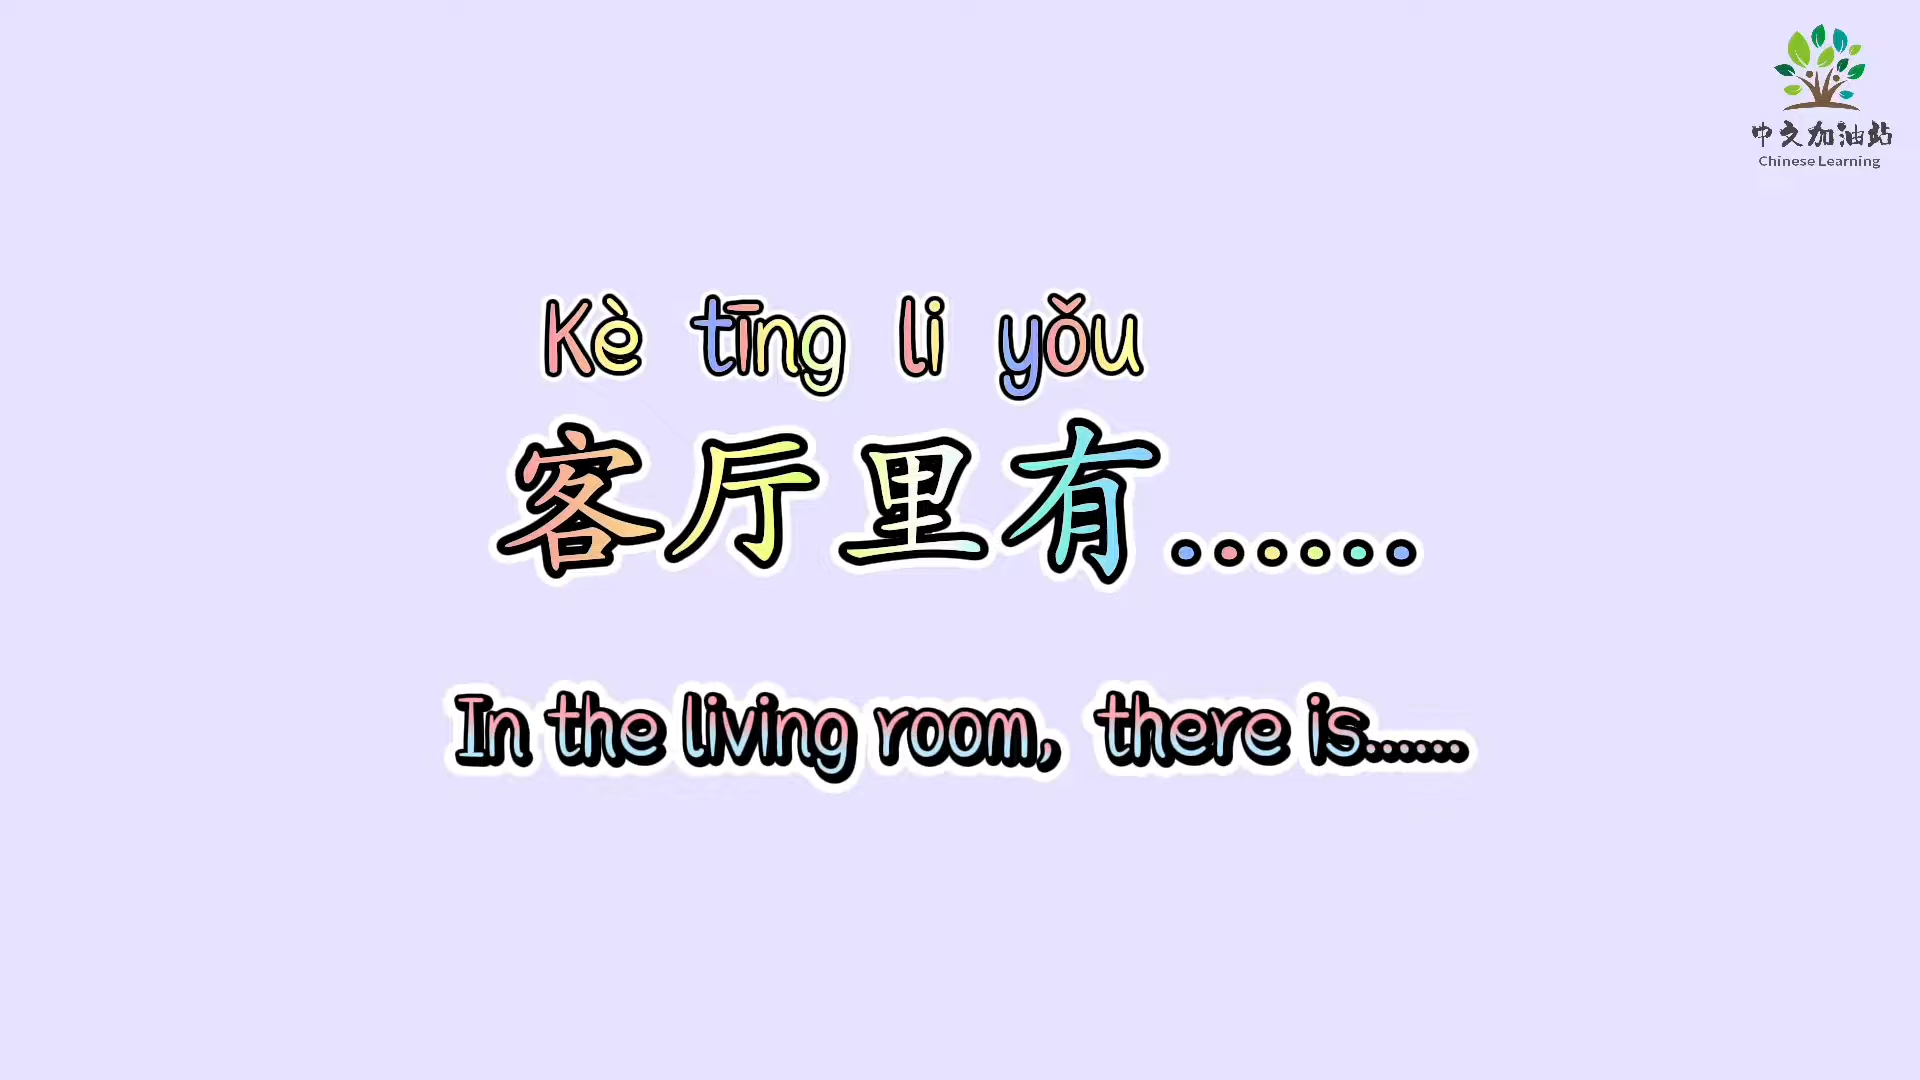 中文加油站
Chinese Learning
Kè tīng li yǒu
客厅里有......
In the living room, there is......